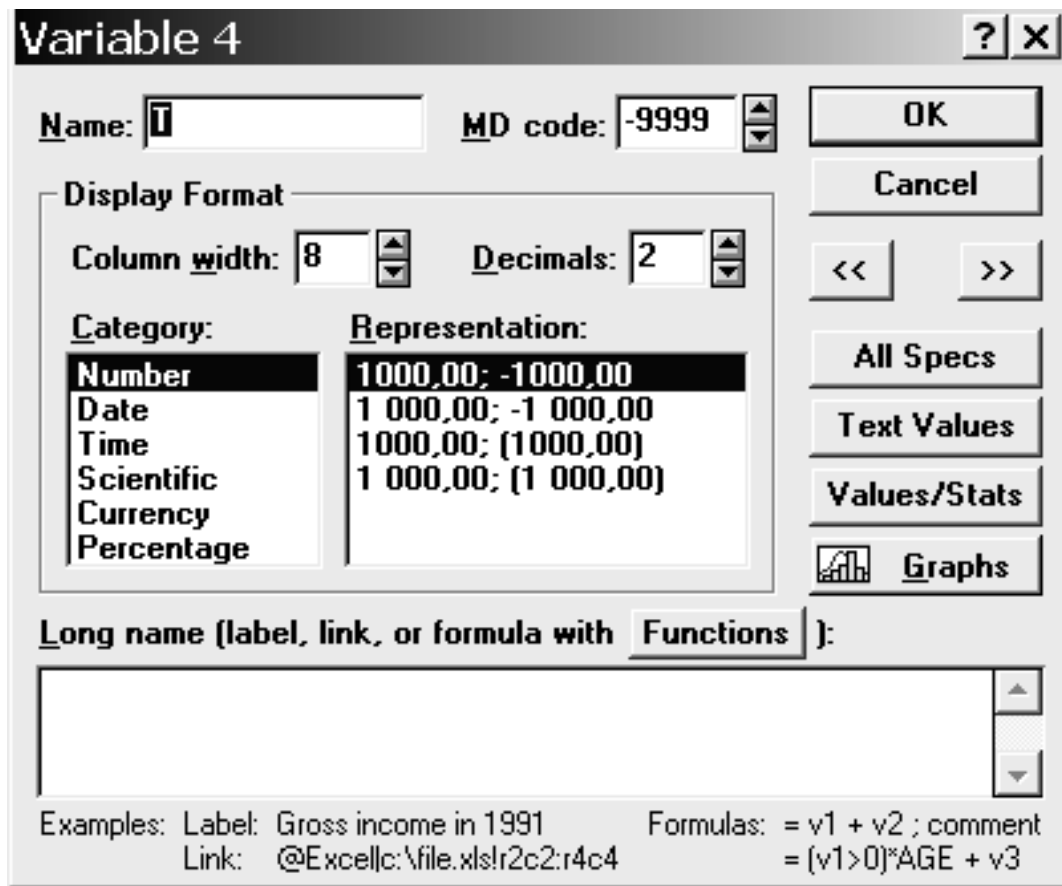 Variable 4 ? X
Name: T MD code: -9999 OK
Cancel
Display Format
Column width: 8 Decimals: 2 << >>
Category: Representation:
Number 1000,00; -1000,00 All Specs
Date 1 000,00; -1 000,00
Time 1000,00; (1000,00) Text Values
Scientific 1 000,00; (1 000,00)
Currency Values/Stats
Percentage Graphs
Long name (label, link, or formula with Functions ):
Examples: Label: Gross income in 1991 Formulas: = v1 + v2 ; comment
Link: @Excel|c:\file.xls!r2c2:r4c4 = (v1>0)*AGE + v3